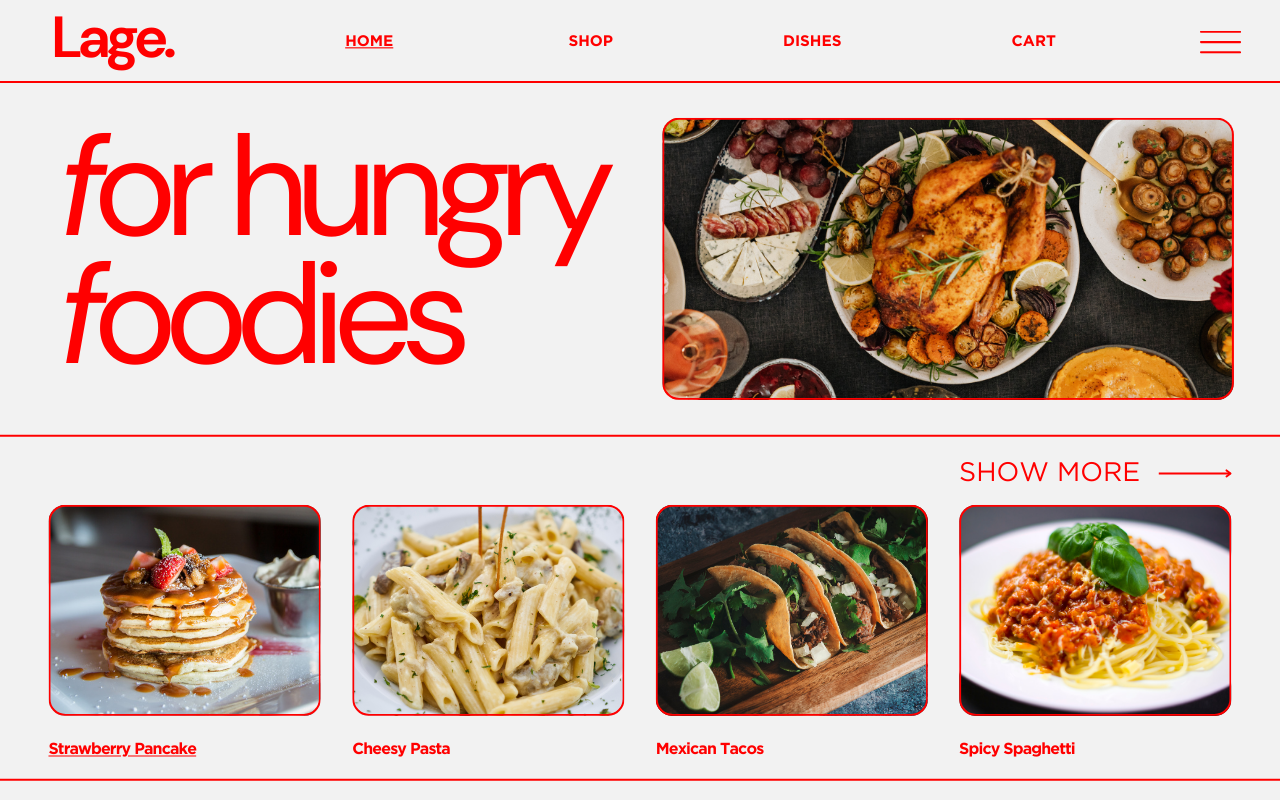 Lage.
HOME
SHOP
DISHES
CART
for hungry
foodies
SHOW MORE
Strawberry Pancake
Cheesy Pasta
Mexican Tacos
Spicy Spaghetti